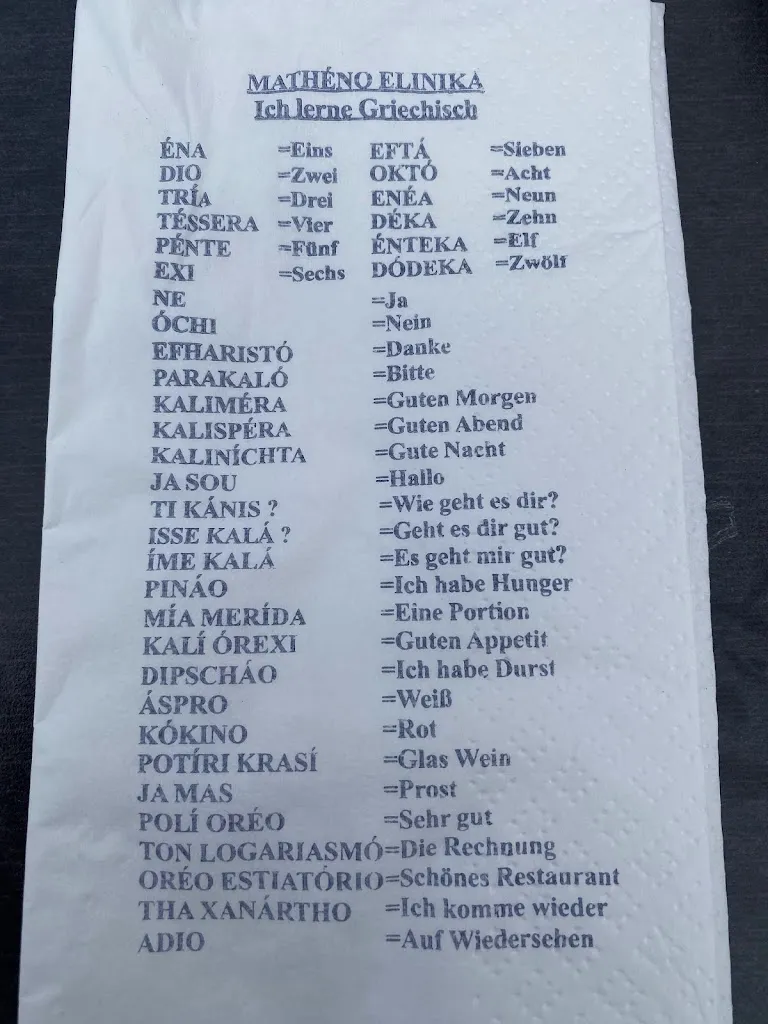 MATHÉNO ELINIKA
Ich lerne Griechisch
ÉNA =Eins EFTÁ =Sieben
DIO =Zwei OKTÓ =Acht
TRÍA =Drei ENÉA =Neun
TÉSSERA =Vier DÉKA =Zehn
PÉNTE =Fünf ÉNTEKA =Elf
EXI =Sechs DÓDEKA =Zwölf
NE =Ja
ÓCHI =Nein
EFHARISTÓ =Danke
PARAKALÓ =Bitte
KALIMÉRA =Guten Morgen
KALISPÉRA =Guten Abend
KALINÍCHTA =Gute Nacht
JA SOU =Hallo
TI KÁNIS ? =Wie geht es dir?
ISSE KALÁ ? =Geht es dir gut?
ÍME KALÁ =Es geht mir gut?
PINÁO =Ich habe Hunger
MÍA MERÍDA =Eine Portion
KALÍ ÓREXI =Guten Appetit
DIPSCHÁO =Ich habe Durst
ÁSPRO =Weiß
KÓKINO =Rot
POTÍRI KRASÍ =Glas Wein
JA MAS =Prost
POLÍ ORÉO =Sehr gut
TON LOGARIASMÓ=Die Rechnung
ORÉO ESTIATÓRIO=Schönes Restaurant
THA XANÁRTHO =Ich komme wieder
ADIO =Auf Wiedersehen